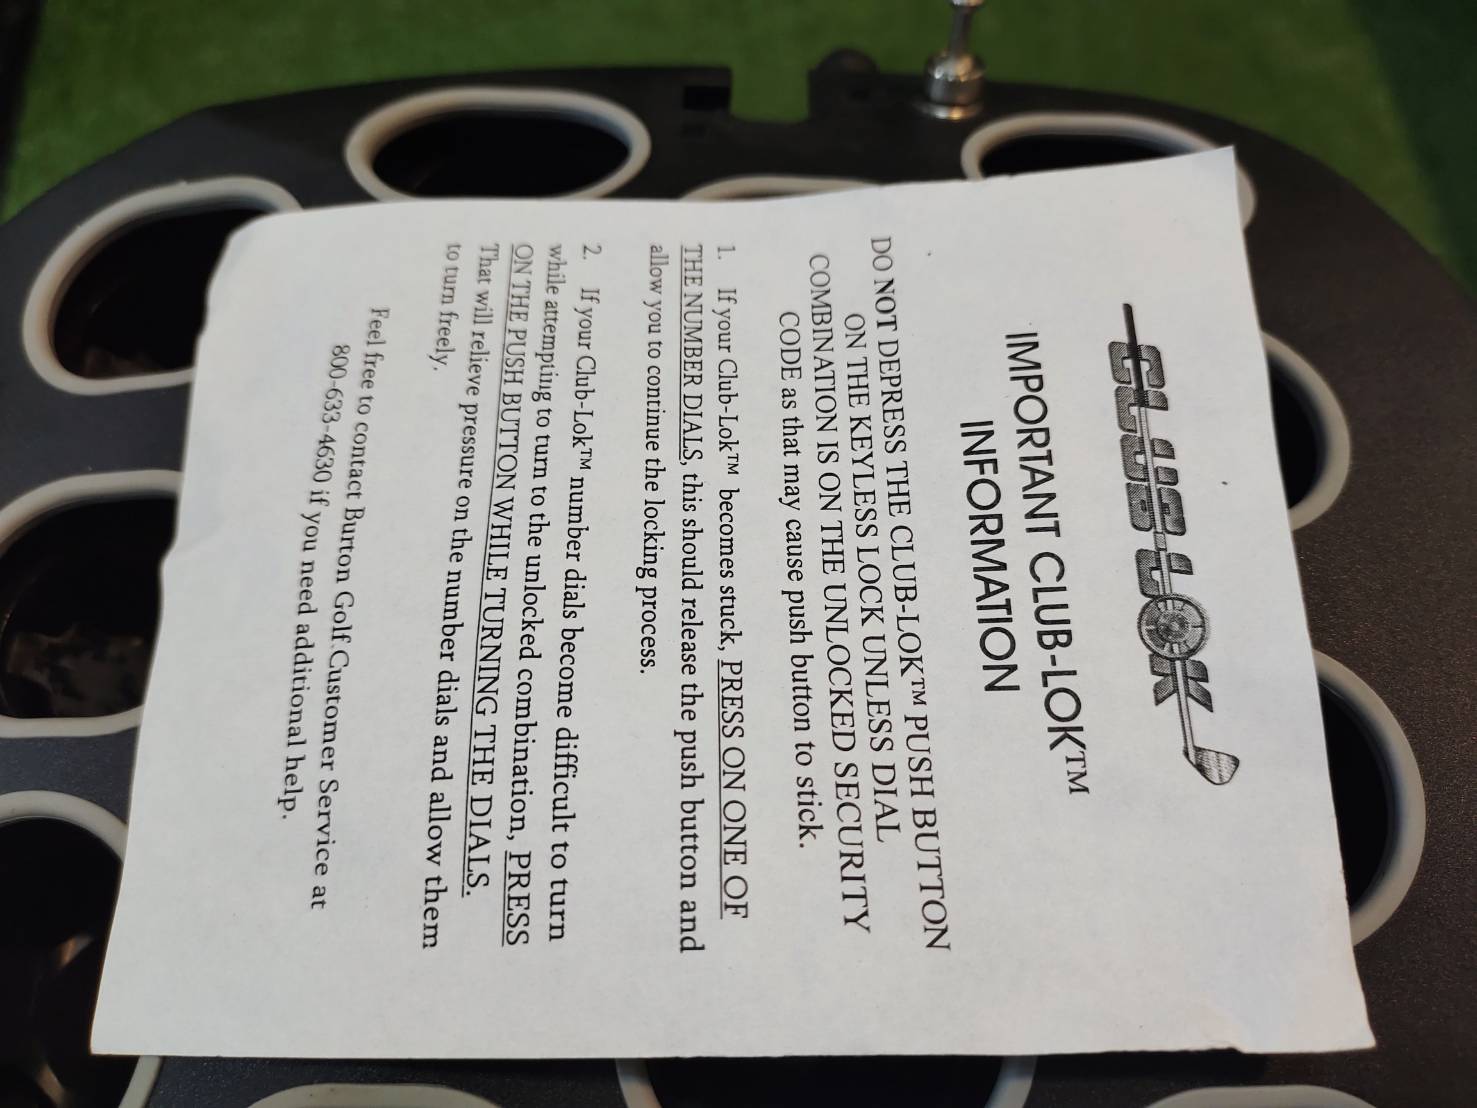 CLUB-LOK
IMPORTANT CLUB-LOK™
INFORMATION
DO NOT DEPRESS THE CLUB-LOK™ PUSH BUTTON
ON THE KEYLESS LOCK UNLESS DIAL
COMBINATION IS ON THE UNLOCKED SECURITY
CODE as that may cause push button to stick.
1. If your Club-Lok™ becomes stuck, PRESS ON ONE OF
THE NUMBER DIALS, this should release the push button and
allow you to continue the locking process.
2. If your Club-Lok™ number dials become difficult to turn
while attempting to turn to the unlocked combination, PRESS
ON THE PUSH BUTTON WHILE TURNING THE DIALS.
That will relieve pressure on the number dials and allow them
to turn freely.
Feel free to contact Burton Golf Customer Service at
800-633-4630 if you need additional help.